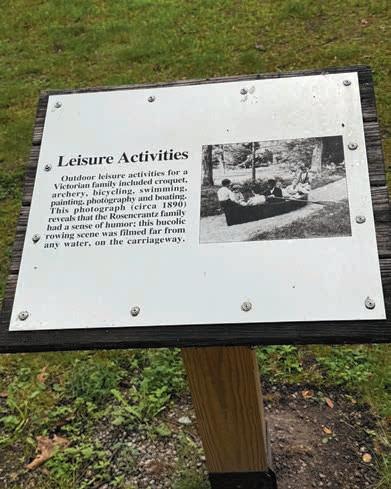 Leisure Activities
Outdoor leisure activities for a
Victorian family included croquet,
archery, bicycling, swimming,
painting, photography and boating.
This photograph (circa 1890)
reveals that the Rosencrantz family
had a sense of humor; this bucolic
rowing scene was filmed far from
any water, on the carriageway.